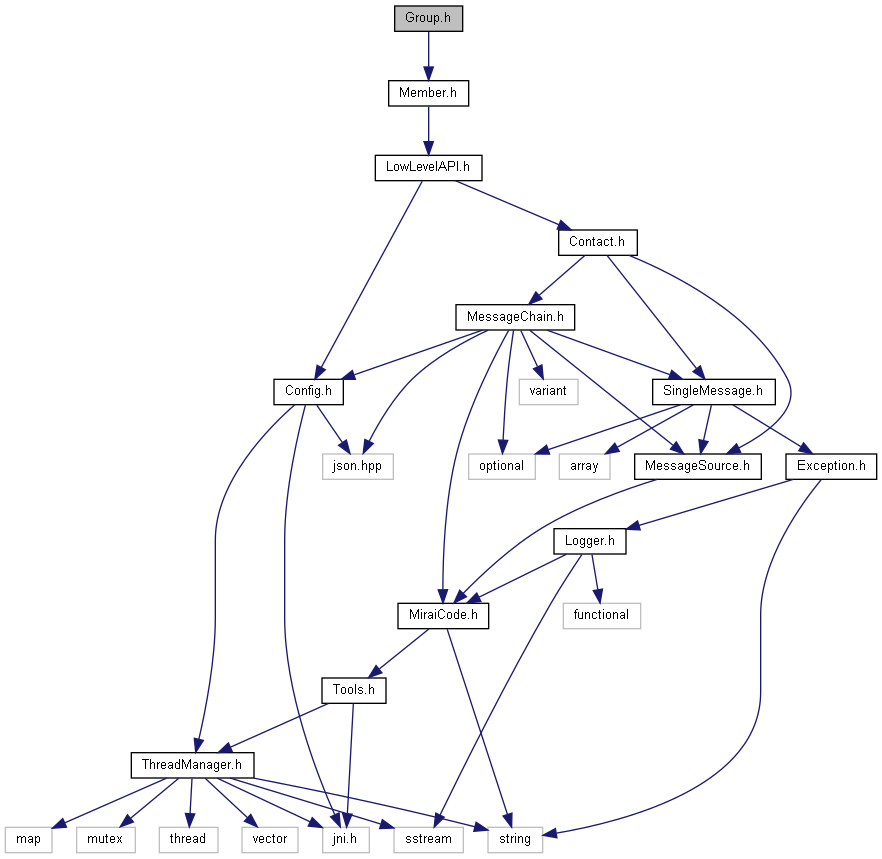 Group.h
Member.h
LowLevelAPI.h
Contact.h
MessageChain.h
Config.h
variant
SingleMessage.h
json.hpp
optional
array
MessageSource.h
Exception.h
Logger.h
MiraiCode.h
functional
Tools.h
ThreadManager.h
map
mutex
thread
vector
jni.h
sstream
string